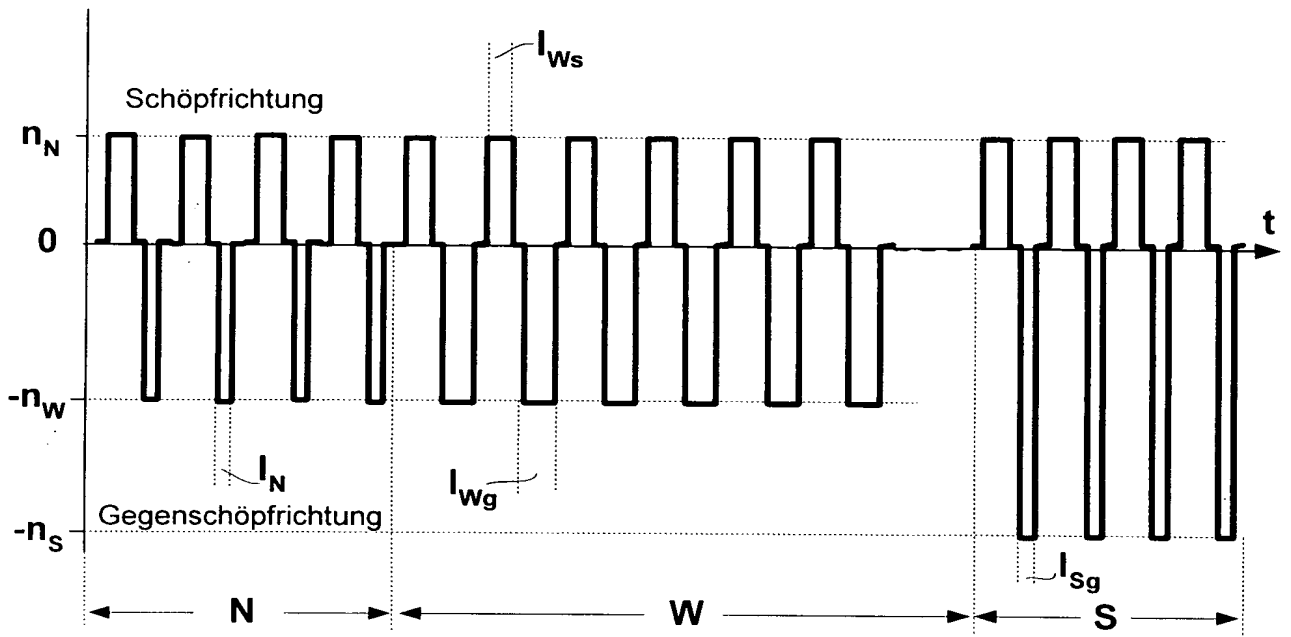 I_Ws
Schöpfrichtung
n_N
0
t
-n_W
I_N
I_Wg
Gegenschöpfrichtung
-n_S
I_Sg
N
W
S